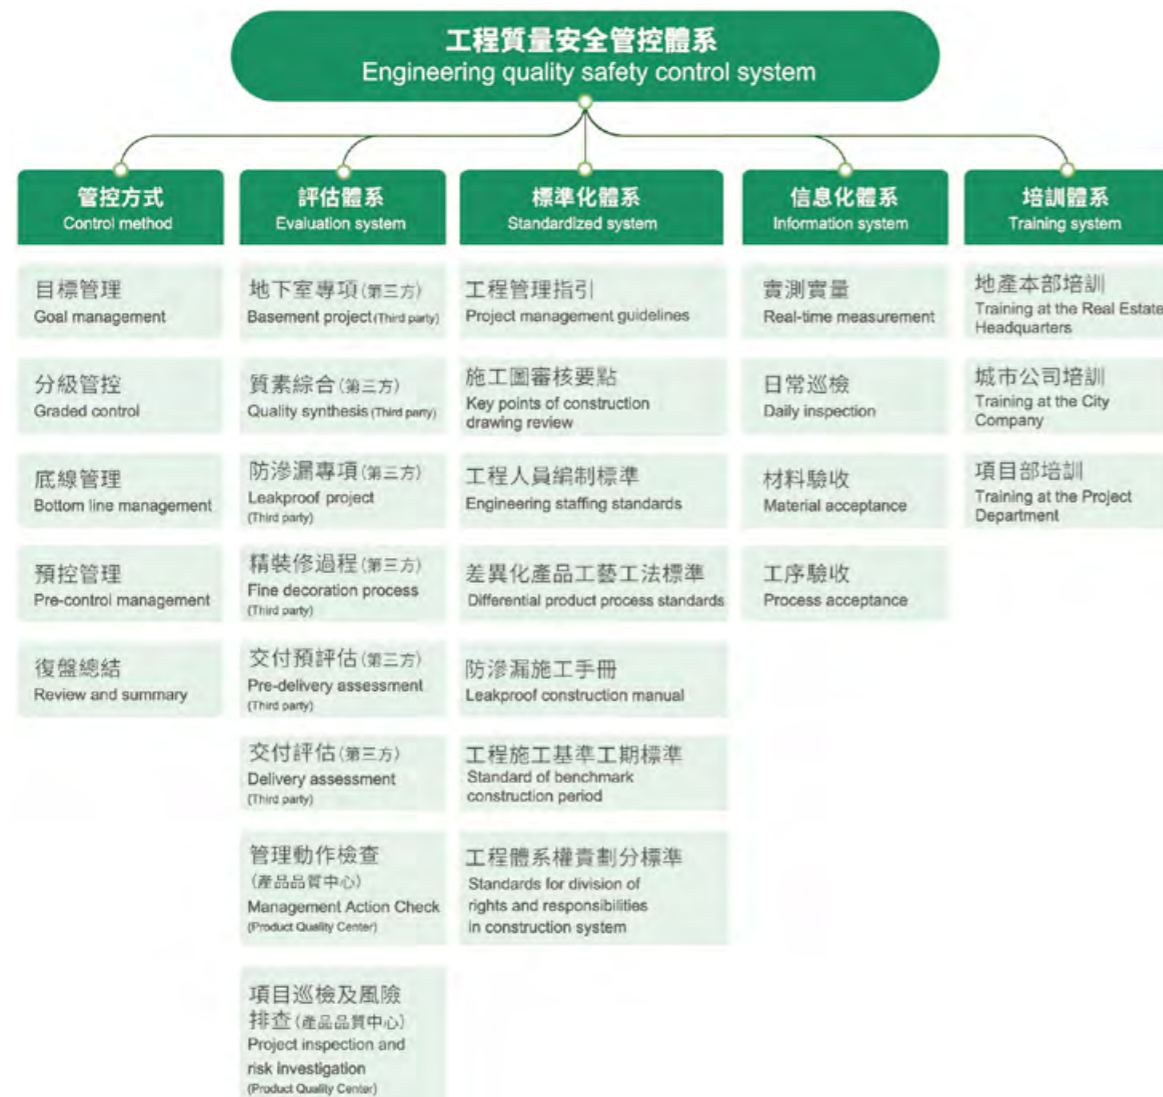 工程質量安全管控體系
Engineering quality safety control system
管控方式
Control method
目標管理
Goal management
分級管控
Graded control
底線管理
Bottom line management
預控管理
Pre-control management
復盤總結
Review and summary
評估體系
Evaluation system
地下室專項(第三方)
Basement project (Third party)
質素綜合(第三方)
Quality synthesis (Third party)
防滲漏專項(第三方)
Leakproof project
(Third party)
精裝修過程(第三方)
Fine decoration process
(Third party)
交付預評估(第三方)
Pre-delivery assessment
(Third party)
交付評估(第三方)
Delivery assessment
(Third party)
管理動作檢查
(產品品質中心)
Management Action Check
(Product Quality Center)
項目巡檢及風險
排查(產品品質中心)
Project inspection and
risk investigation
(Product Quality Center)
標準化體系
Standardized system
工程管理指引
Project management guidelines
施工圖審核要點
Key points of construction
drawing review
工程人員編制標準
Engineering staffing standards
差異化產品工藝工法標準
Differential product process standards
防滲漏施工手冊
Leakproof construction manual
工程施工基準工期標準
Standard of benchmark
construction period
工程體系權責劃分標準
Standards for division of
rights and responsibilities
in construction system
信息化體系
Information system
實測實量
Real-time measurement
日常巡檢
Daily inspection
材料驗收
Material acceptance
工序驗收
Process acceptance
培訓體系
Training system
地產本部培訓
Training at the Real Estate
Headquarters
城市公司培訓
Training at the City
Company
項目部培訓
Training at the Project
Department